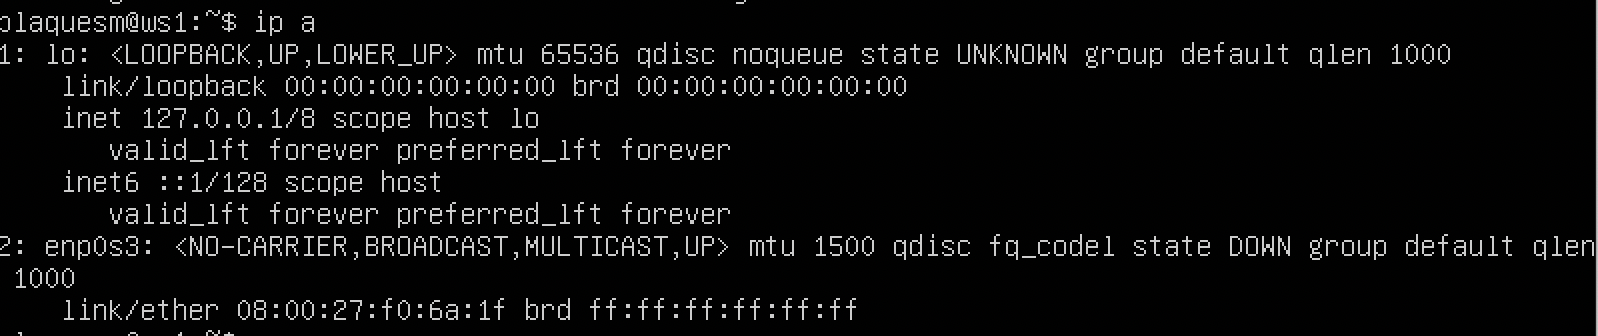 plaquesm@ws1:~$ ip a
1: lo: <LOOPBACK,UP,LOWER_UP> mtu 65536 qdisc noqueue state UNKNOWN group default qlen 1000
    link/loopback 00:00:00:00:00:00 brd 00:00:00:00:00:00
    inet 127.0.0.1/8 scope host lo
       valid_lft forever preferred_lft forever
    inet6 ::1/128 scope host
       valid_lft forever preferred_lft forever
2: enp0s3: <NO-CARRIER,BROADCAST,MULTICAST,UP> mtu 1500 qdisc fq_codel state DOWN group default qlen
 1000
    link/ether 08:00:27:f0:6a:1f brd ff:ff:ff:ff:ff:ff